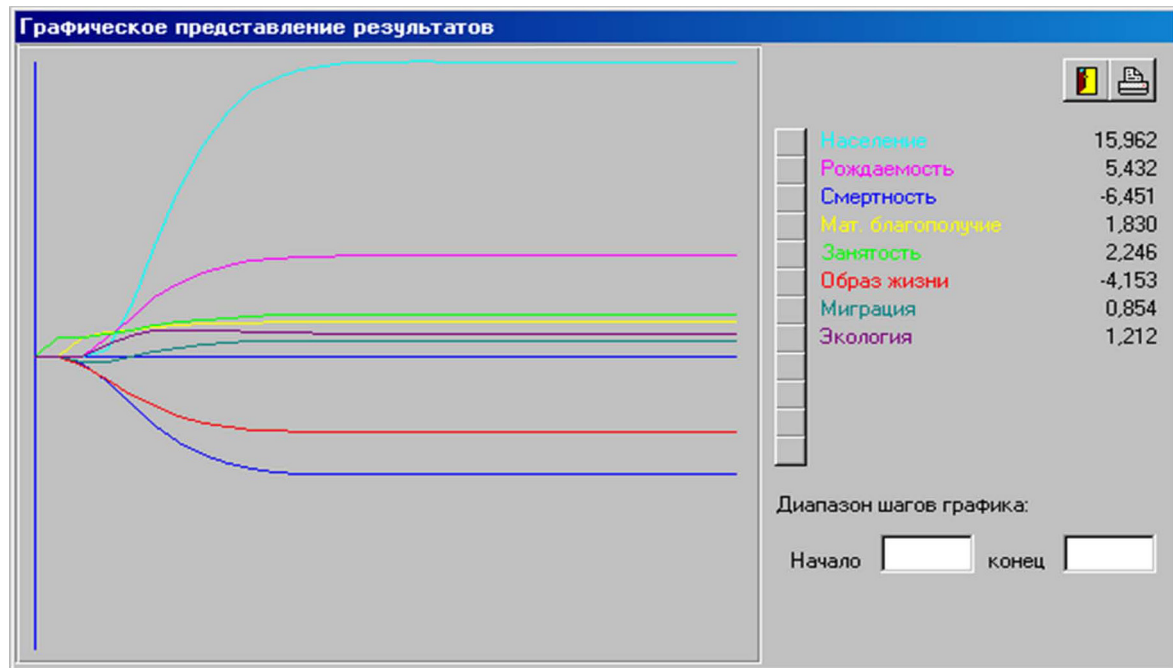 Графическое представление результатов
Население 15,962
Рождаемость 5,432
Смертность -6,451
Мат. благополучие 1,830
Занятость 2,246
Образ жизни -4,153
Миграция 0,854
Экология 1,212
Диапазон шагов графика:
Начало конец